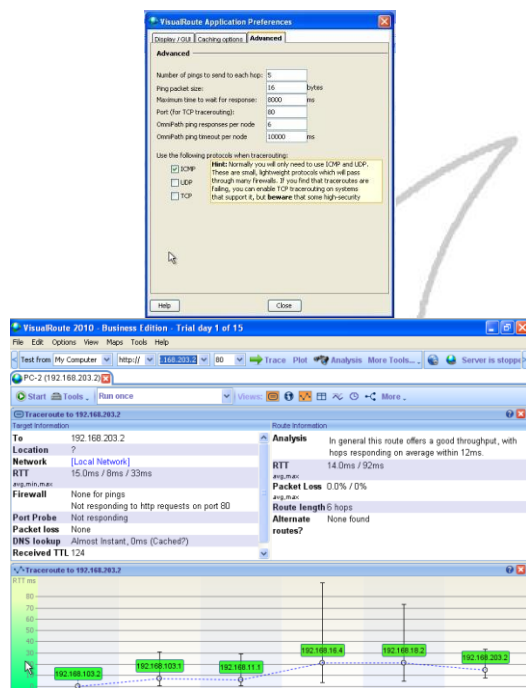 VisualRoute Application Preferences
Display / GUI Caching options Advanced
Advanced
Number of pings to send to each hop: 5
Ping packet size: 16 bytes
Maximum time to wait for response: 8000 ms
Port (for TCP tracerouting): 80
OmniPath ping responses per node 6
OmniPath ping timeout per node 10000 ms
Use the following protocols when tracerouting:
ICMP
UDP
TCP
Hint: Normally you will only need to use ICMP and UDP.
These are small, lightweight protocols which will pass
through many firewalls. If you find that traceroutes are
failing, you can enable TCP tracerouting on systems
that support it, but beware that some high-security
Help Close
VisualRoute 2010 - Business Edition - Trial day 1 of 15
File Edit Options View Maps Tools Help
Test from My Computer http:// .168.203.2 80 Trace Plot Analysis More Tools... Server is stoppe
PC-2 (192.168.203.2)
Start Tools Run once Views: More
Traceroute to 192.168.203.2
Target Information Route Information
To 192.168.203.2
Location ?
Network [Local Network]
RTT 15.0ms / 8ms / 33ms
avg,min,max
Firewall None for pings
Not responding to http requests on port 80
Port Probe Not responding
Packet loss None
DNS lookup Almost Instant, 0ms (Cached?)
Received TTL 124
Analysis In general this route offers a good throughput, with
hops responding on average within 12ms.
RTT 14.0ms / 92ms
avg,max
Packet Loss 0.0% / 0%
avg,max
Route length 6 hops
Alternate None found
routes?
Traceroute to 192.168.203.2
RTT ms
80
70
60
50
40
30
192.168.103.2 192.168.103.1 192.168.11.1 192.168.16.4 192.168.18.2 192.168.203.2